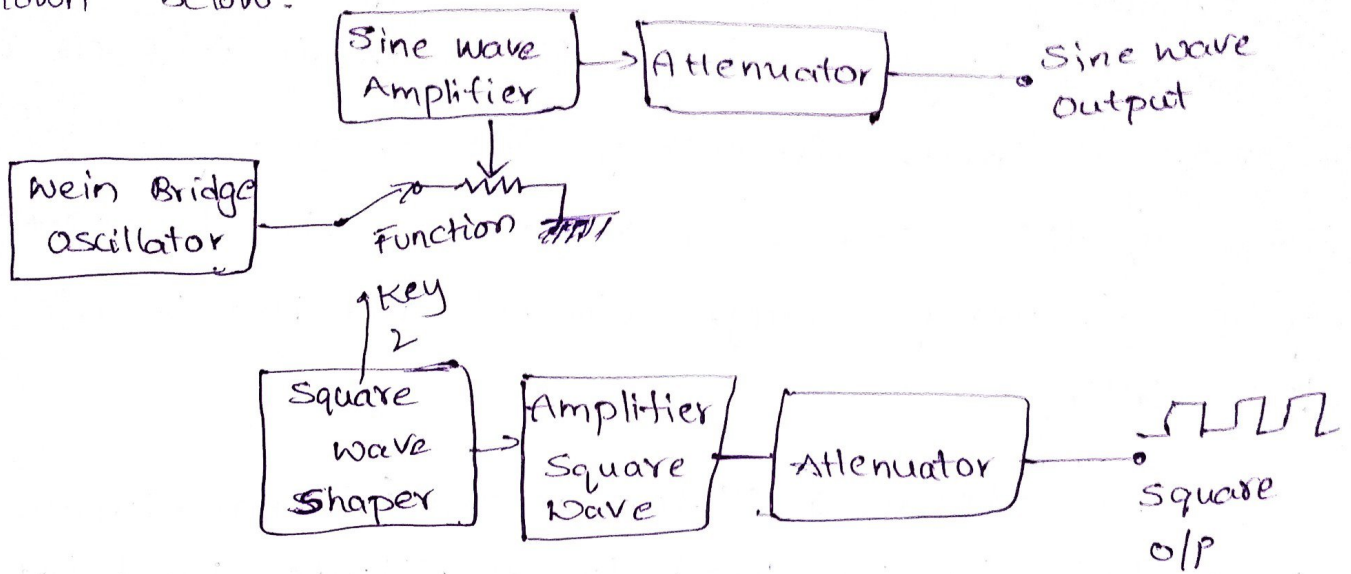 below.
Sine wave
Amplifier
Attenuator
Sine wave
output
Wein Bridge
Oscillator
Function
Key
2
Square
wave
Shaper
Amplifier
Square
Wave
Attenuator
Square
o/p